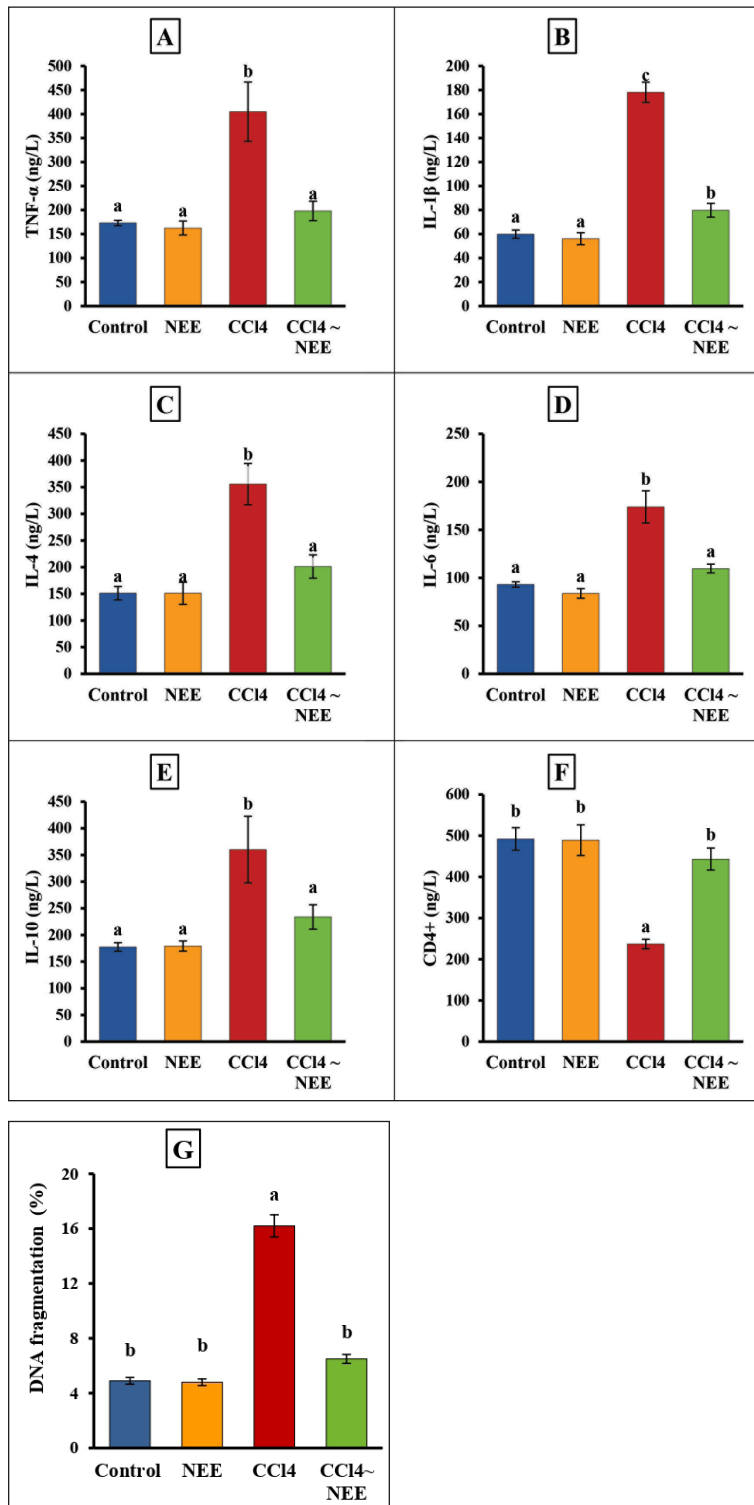 A
TNF-α (ng/L)
500
450
400
350
300
250
200
150
100
50
0
a
a
b
a
Control
NEE
CCl4
CCl4 ~
NEE
B
IL-1β (ng/L)
200
180
160
140
120
100
80
60
40
20
0
a
a
c
b
Control
NEE
CCl4
CCl4 ~
NEE
C
IL-4 (ng/L)
450
400
350
300
250
200
150
100
50
0
a
a
b
a
Control
NEE
CCl4
CCl4 ~
NEE
D
IL-6 (ng/L)
250
200
150
100
50
0
a
a
b
a
Control
NEE
CCl4
CCl4 ~
NEE
E
IL-10 (ng/L)
450
400
350
300
250
200
150
100
50
0
a
a
b
a
Control
NEE
CCl4
CCl4 ~
NEE
F
CD4+ (ng/L)
600
500
400
300
200
100
0
b
b
a
b
Control
NEE
CCl4
CCl4 ~
NEE
G
DNA fragmentation (%)
20
16
12
8
4
0
b
b
a
b
Control
NEE
CCl4
CCl4~
NEE